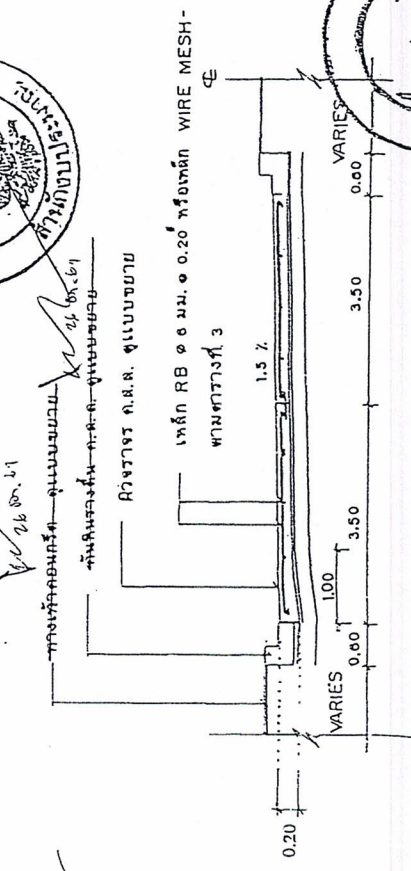 ทางเท้าคอนกรีต ดูแบบขยาย
คันหินรางตื้น ค.ส.ล. ดูแบบขยาย
ผิวจราจร ค.ส.ล. ดูแบบขยาย
เหล็ก RB ø 6 มม. @ 0.20 หรือเหล็ก WIRE MESH-
ตามตารางที่ 3
1.5 %
℄
VARIES
0.60
1.00
3.50
3.50
0.60
VARIES
0.20